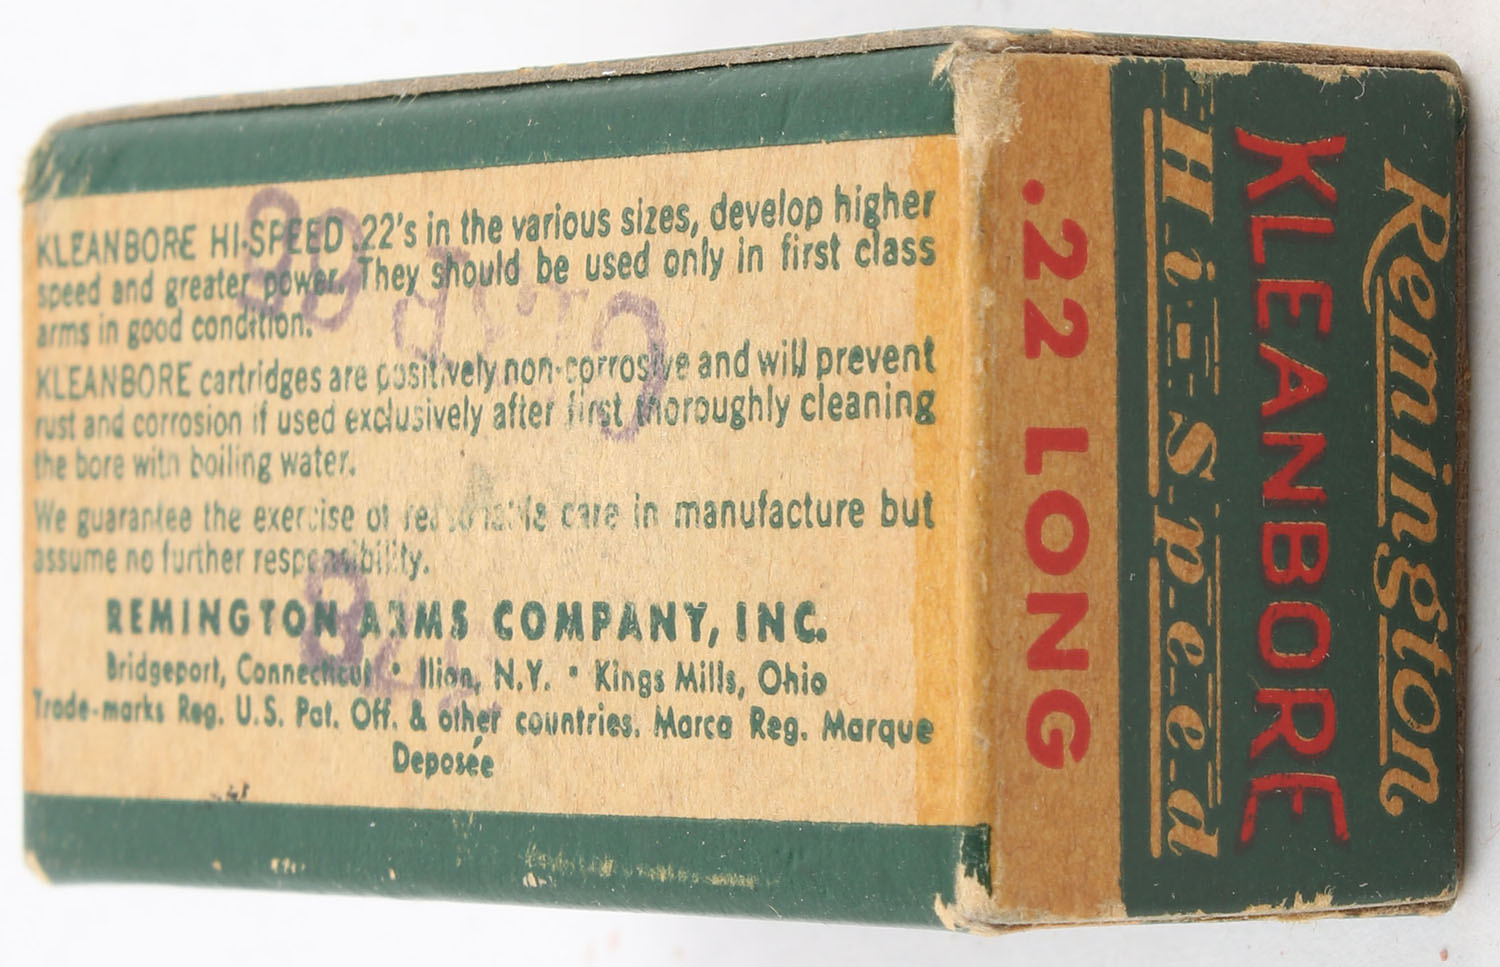 KLEANBORE HI-SPEED .22's in the various sizes, develop higher
speed and greater power. They should be used only in first class
arms in good condition.
KLEANBORE cartridges are positively non-corrosive and will prevent
rust and corrosion if used exclusively after first thoroughly cleaning
the bore with boiling water.
We guarantee the exercise of reasonable care in manufacture but
assume no further responsibility.
REMINGTON ARMS COMPANY, INC.
Bridgeport, Connecticut • Ilion, N.Y. • Kings Mills, Ohio
Trade-marks Reg. U.S. Pat. Off. & other countries. Marca Reg. Marque
Deposée
Remington
KLEANBORE
Hi-Speed
.22 LONG